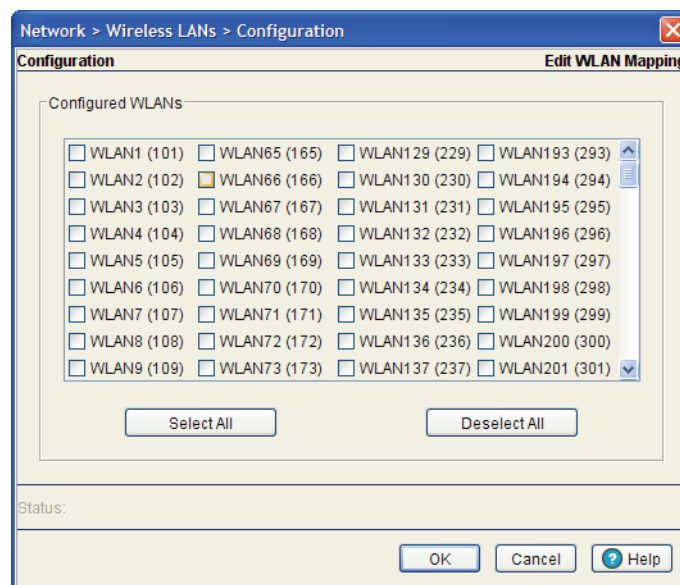 Network > Wireless LANs > Configuration
Configuration Edit WLAN Mapping
Configured WLANs
WLAN1 (101) WLAN65 (165) WLAN129 (229) WLAN193 (293)
WLAN2 (102) WLAN66 (166) WLAN130 (230) WLAN194 (294)
WLAN3 (103) WLAN67 (167) WLAN131 (231) WLAN195 (295)
WLAN4 (104) WLAN68 (168) WLAN132 (232) WLAN196 (296)
WLAN5 (105) WLAN69 (169) WLAN133 (233) WLAN197 (297)
WLAN6 (106) WLAN70 (170) WLAN134 (234) WLAN198 (298)
WLAN7 (107) WLAN71 (171) WLAN135 (235) WLAN199 (299)
WLAN8 (108) WLAN72 (172) WLAN136 (236) WLAN200 (300)
WLAN9 (109) WLAN73 (173) WLAN137 (237) WLAN201 (301)
Select All Deselect All
Status:
OK Cancel ? Help